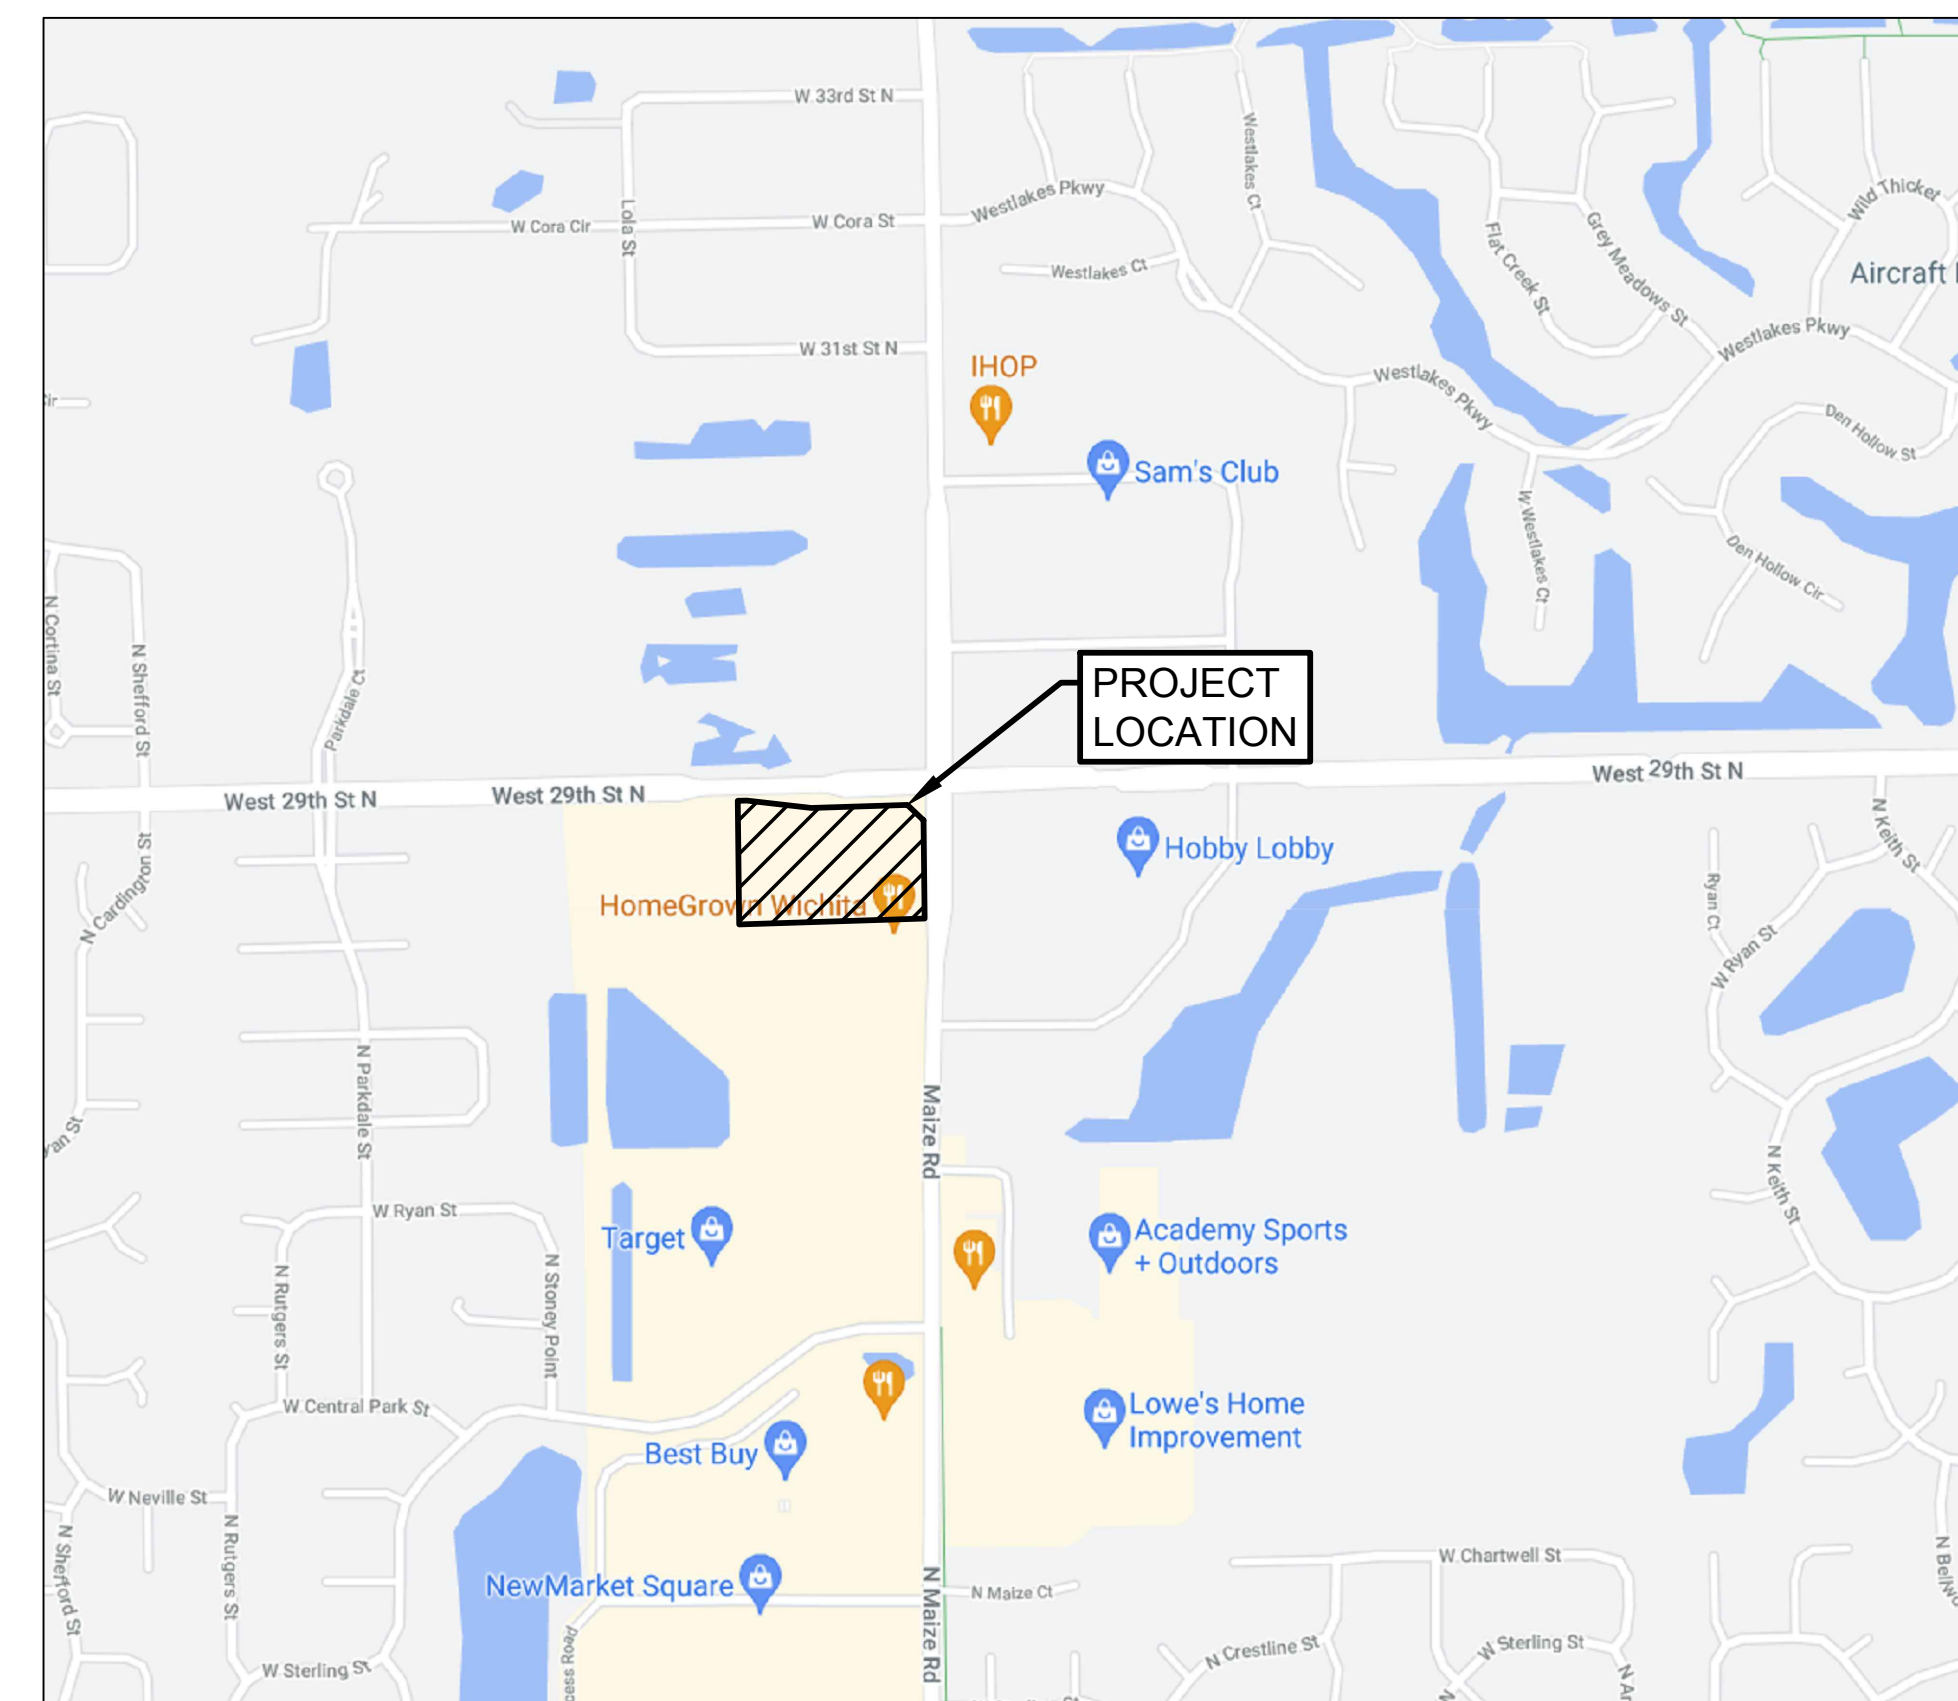 W 33rd St N
Westlakes Ct
Westlakes Pkwy
Wild Thicket
W Cora Cir
Lola St
W Cora St
Flat Creek St
Grey Meadows St
Westlakes Ct
Aircraft
Westlakes Pkwy
W 31st St N
IHOP
Westlakes Pkwy
Den Hollow St
Sam's Club
W Westlakes Ct
Den Hollow Cir
N Cortina St
N Shefford St
Parkdale Ct
PROJECT
LOCATION
West 29th St N
West 29th St N
West 29th St N
N Keith St
Hobby Lobby
N Cardington St
HomeGrown Wichita
Ryan Ct
W Ryan St
N Parkdale St
Maize Rd
N Keith St
W Ryan St
Target
Academy Sports
+ Outdoors
N Rutgers St
N Stoney Point
W Central Park St
Lowe's Home
Improvement
Best Buy
W Neville St
N Shefford St
N Rutgers St
NewMarket Square
N Maize Rd
N Maize Ct
W Chartwell St
N Crestline St
W Sterling St
W Sterling St